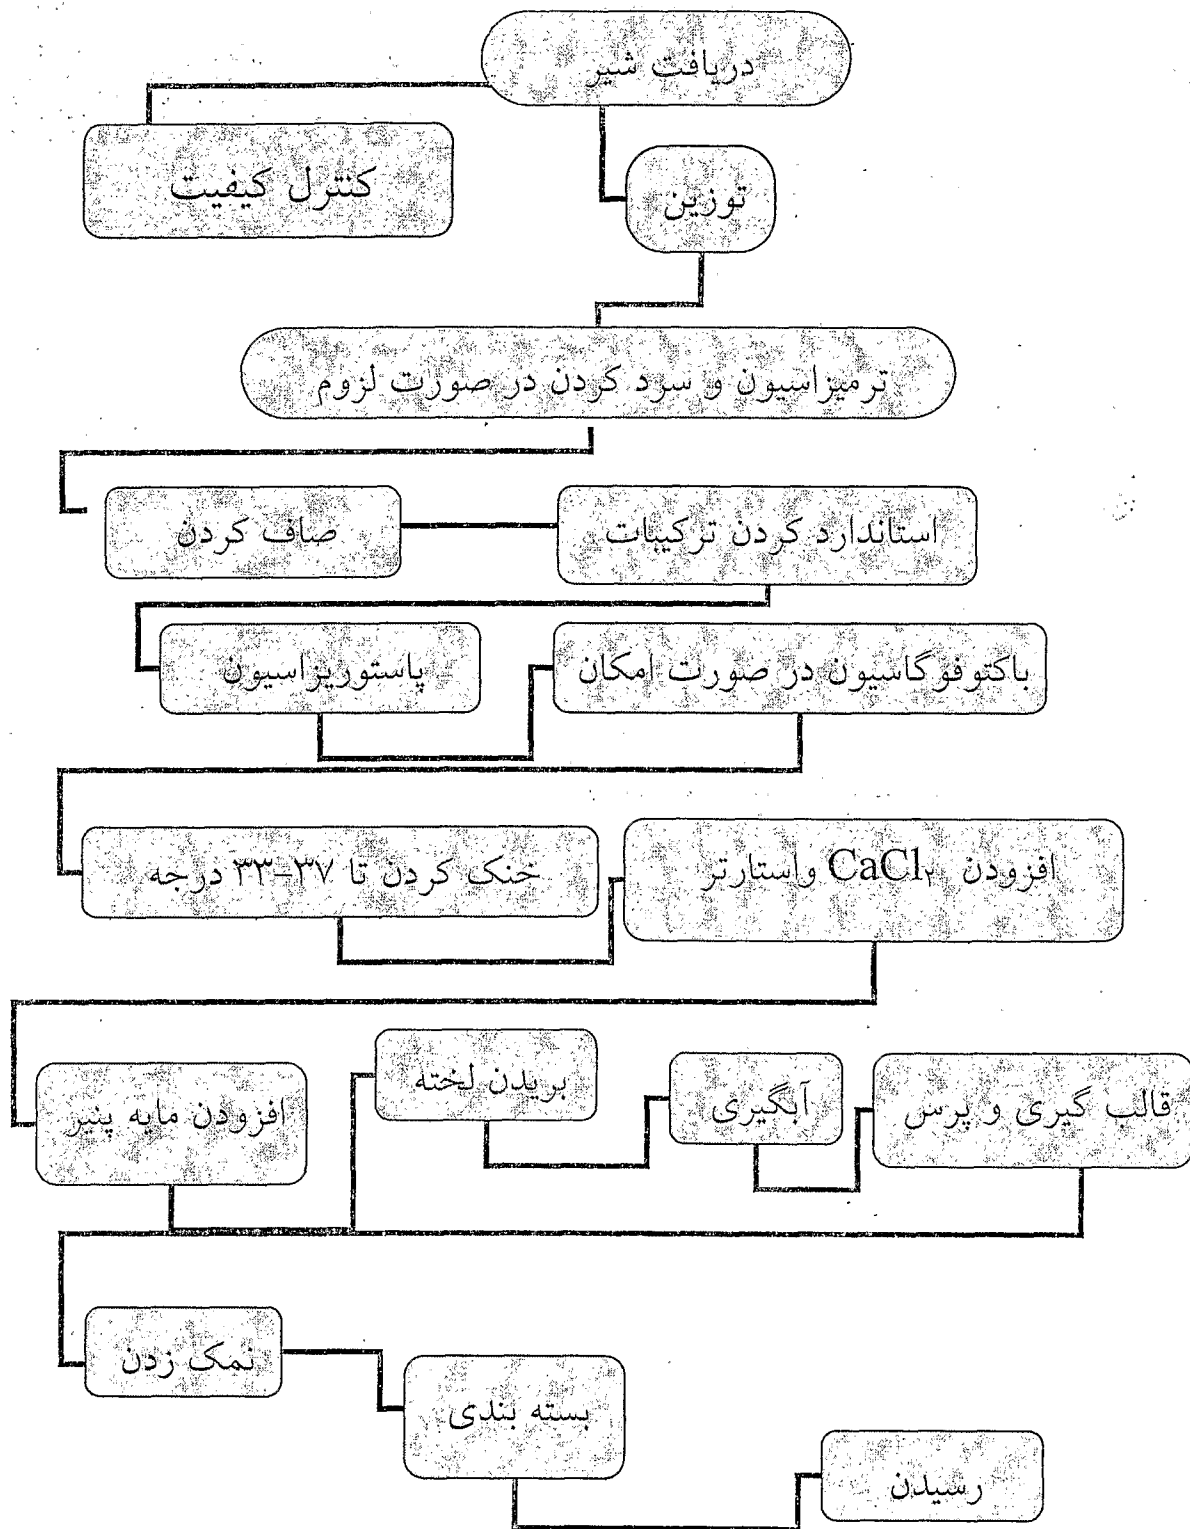 دریافت شیر
کنترل کیفیت
توزین
ترمیزاسیون و سرد کردن در صورت لزوم
صاف کردن
استاندارد کردن ترکیبات
پاستوریزاسیون
باکتوفوگاسیون در صورت امکان
خنک کردن تا ۳۷-۳۳ درجه
افزودن CaCl۲ واستارتر
افزودن مایه پنیر
بریدن لخته
آبگیری
قالب گیری و پرس
نمک زدن
بسته بندی
رسیدن